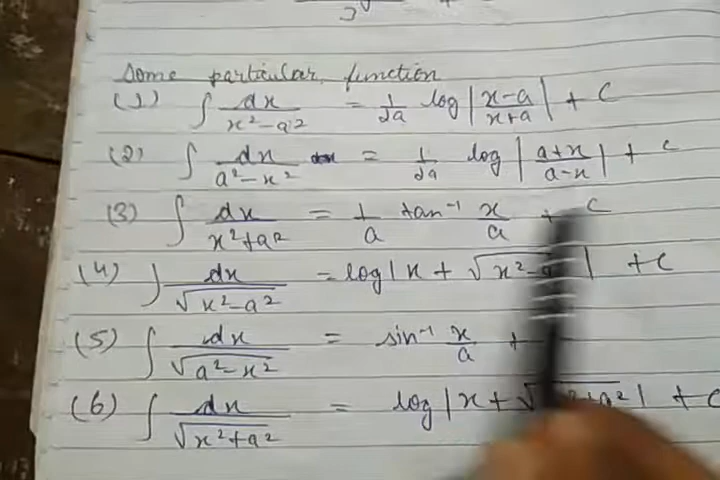 Some particular function
(1) ∫ dx / x²-a² = 1/2a log |x-a / x+a| + C
(2) ∫ dx / a²-x² = 1/2a log |a+x / a-x| + C
(3) ∫ dx / x²+a² = 1/a tan⁻¹ x/a + C
(4) ∫ dx / √x²-a² = log |x + √x²- | + C
(5) ∫ dx / √a²-x² = sin⁻¹ x/a +
(6) ∫ dx / √x²+a² = log |x + √ ²+a² | + C